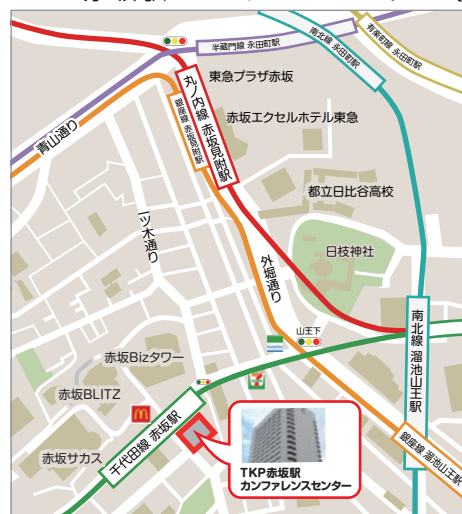 半蔵門線 永田町駅
南北線 永田町駅
有楽町線 永田町駅
東急プラザ赤坂
丸ノ内線 赤坂見附駅
銀座線 赤坂見附駅
赤坂エクセルホテル東急
青山通り
都立日比谷高校
一ツ木通り
日枝神社
外堀通り
山王下
南北線 溜池山王駅
赤坂Bizタワー
赤坂BLITZ
千代田線 赤坂駅
赤坂サカス
銀座線 溜池山王駅
TKP赤坂駅
カンファレンスセンター